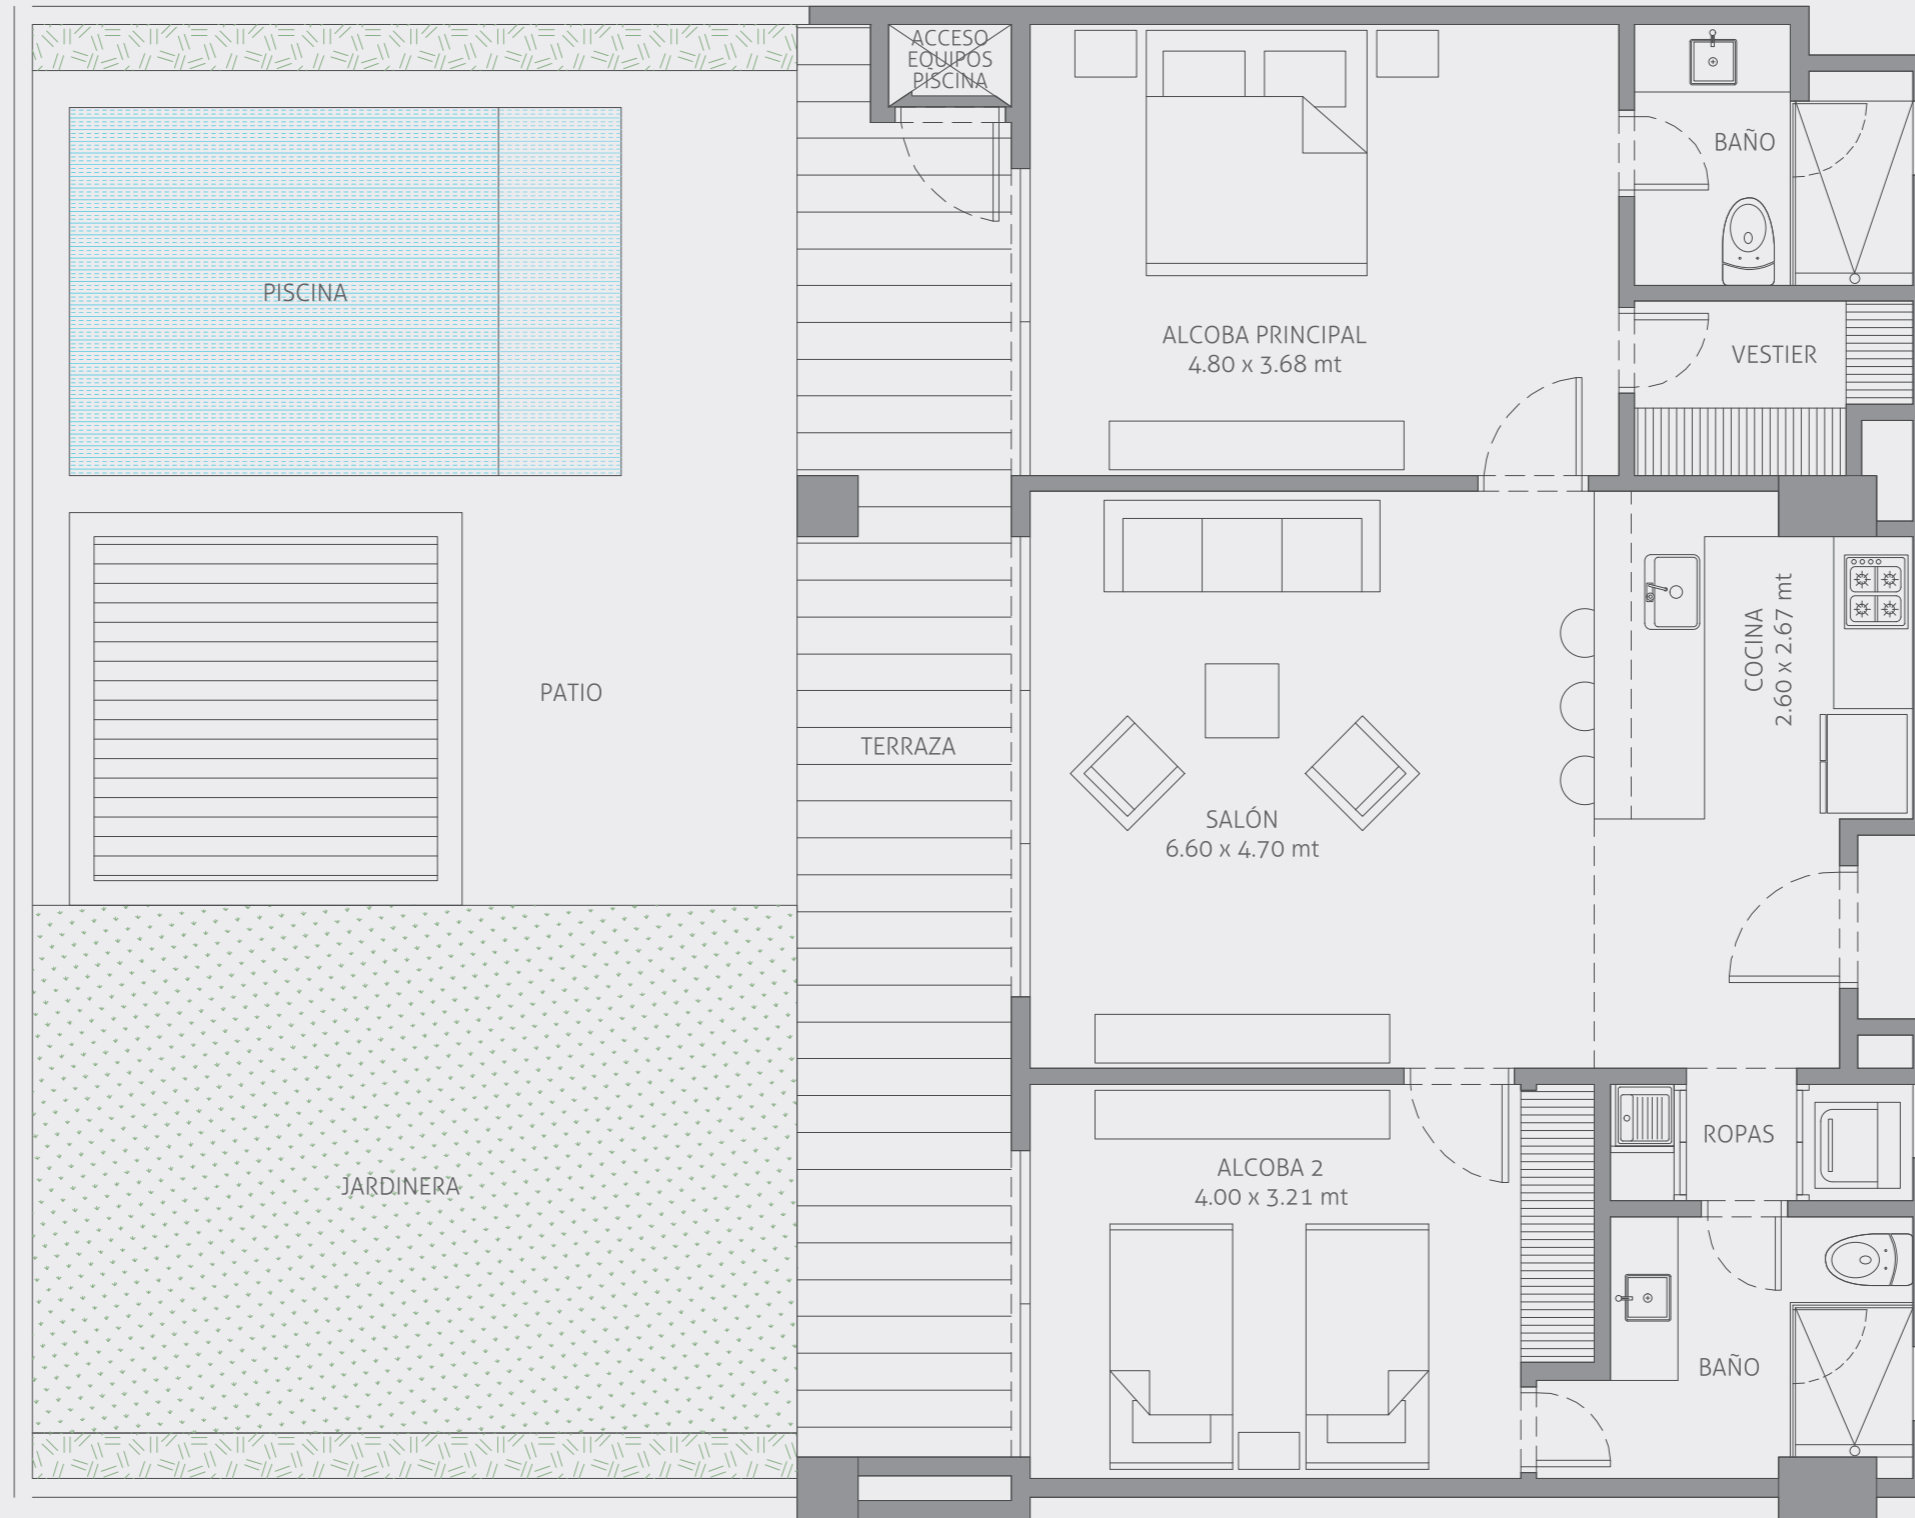 ACCESO
EQUIPOS
PISCINA
BAÑO
PISCINA
ALCOBA PRINCIPAL
4.80 x 3.68 mt
VESTIER
COCINA
2.60 x 2.67 mt
PATIO
TERRAZA
SALÓN
6.60 x 4.70 mt
ROPAS
ALCOBA 2
4.00 x 3.21 mt
JARDINERA
BAÑO